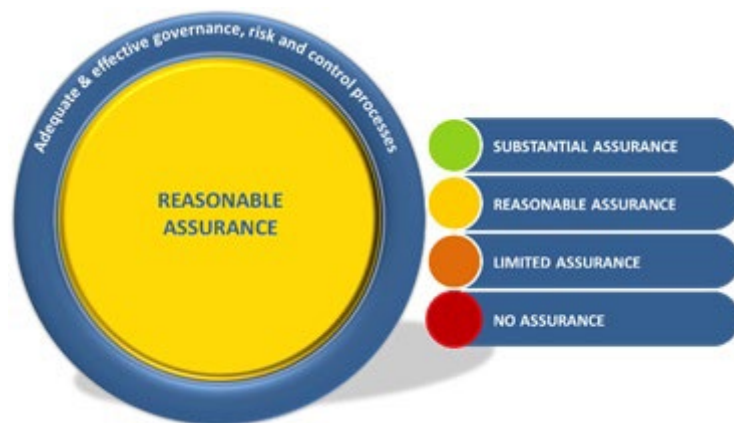 Adequate & effective governance, risk and control processes
REASONABLE
ASSURANCE
SUBSTANTIAL ASSURANCE
REASONABLE ASSURANCE
LIMITED ASSURANCE
NO ASSURANCE